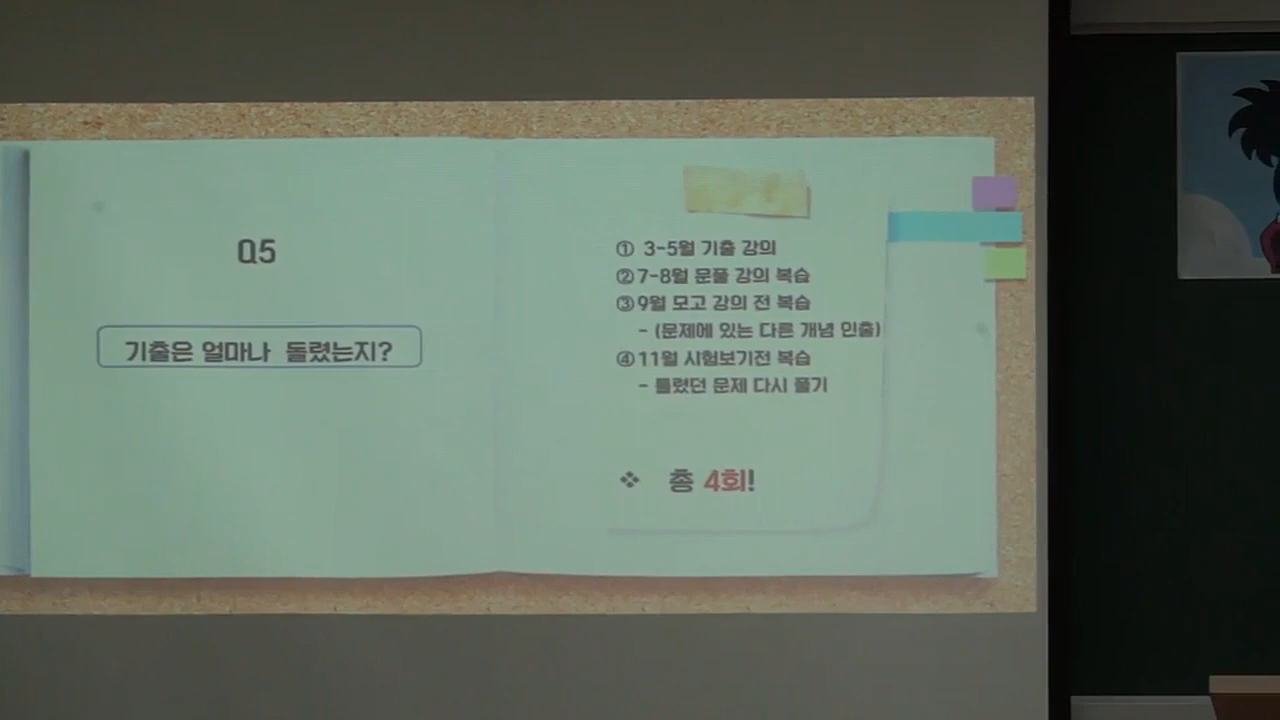 Q5
기출은 얼마나 돌렸는지?
① 3-5월 기출 강의
②7-8월 문풀 강의 복습
③9월 모고 강의 전 복습
- (문제에 있는 다른 개념 인출)
④11월 시험보기전 복습
- 틀렸던 문제 다시 풀기
❖ 총 4회!